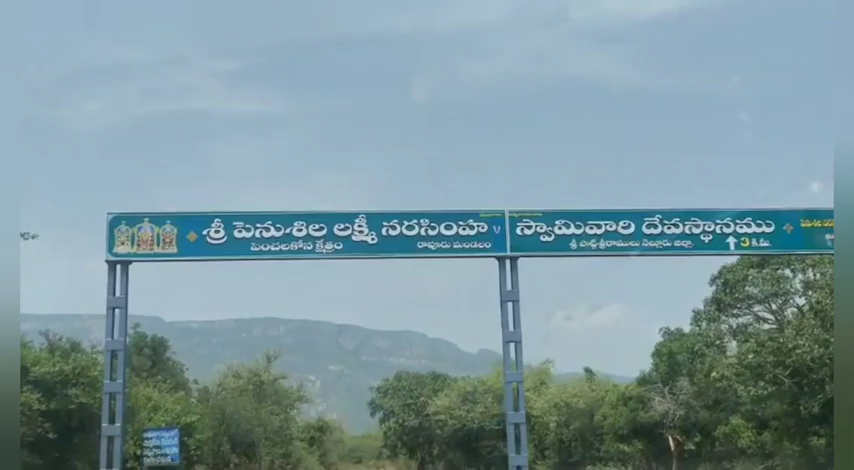 శ్రీ పెనుశిల లక్ష్మీ నరసింహ స్వామివారి దేవస్థానము
పెంచలకోన క్షేత్రం రాపూరు మండలం శ్రీ పొట్టిశ్రీరాములు నెల్లూరు జిల్లా ↑ 3 కి.మీ.